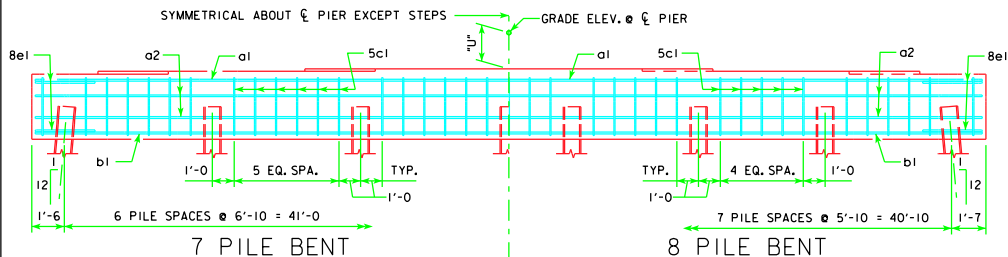 SYMMETRICAL ABOUT ℄ PIER EXCEPT STEPS
GRADE ELEV. @ ℄ PIER
"U"
8e1
a2
a1
5c1
a1
5c1
a2
8e1
b1
1'-0
5 EQ. SPA.
TYP.
1'-0
TYP.
4 EQ. SPA.
1'-0
1'-0
b1
1
12
1
12
1'-6
6 PILE SPACES @ 6'-10 = 41'-0
7 PILE SPACES @ 5'-10 = 40'-10
1'-7
7 PILE BENT
8 PILE BENT